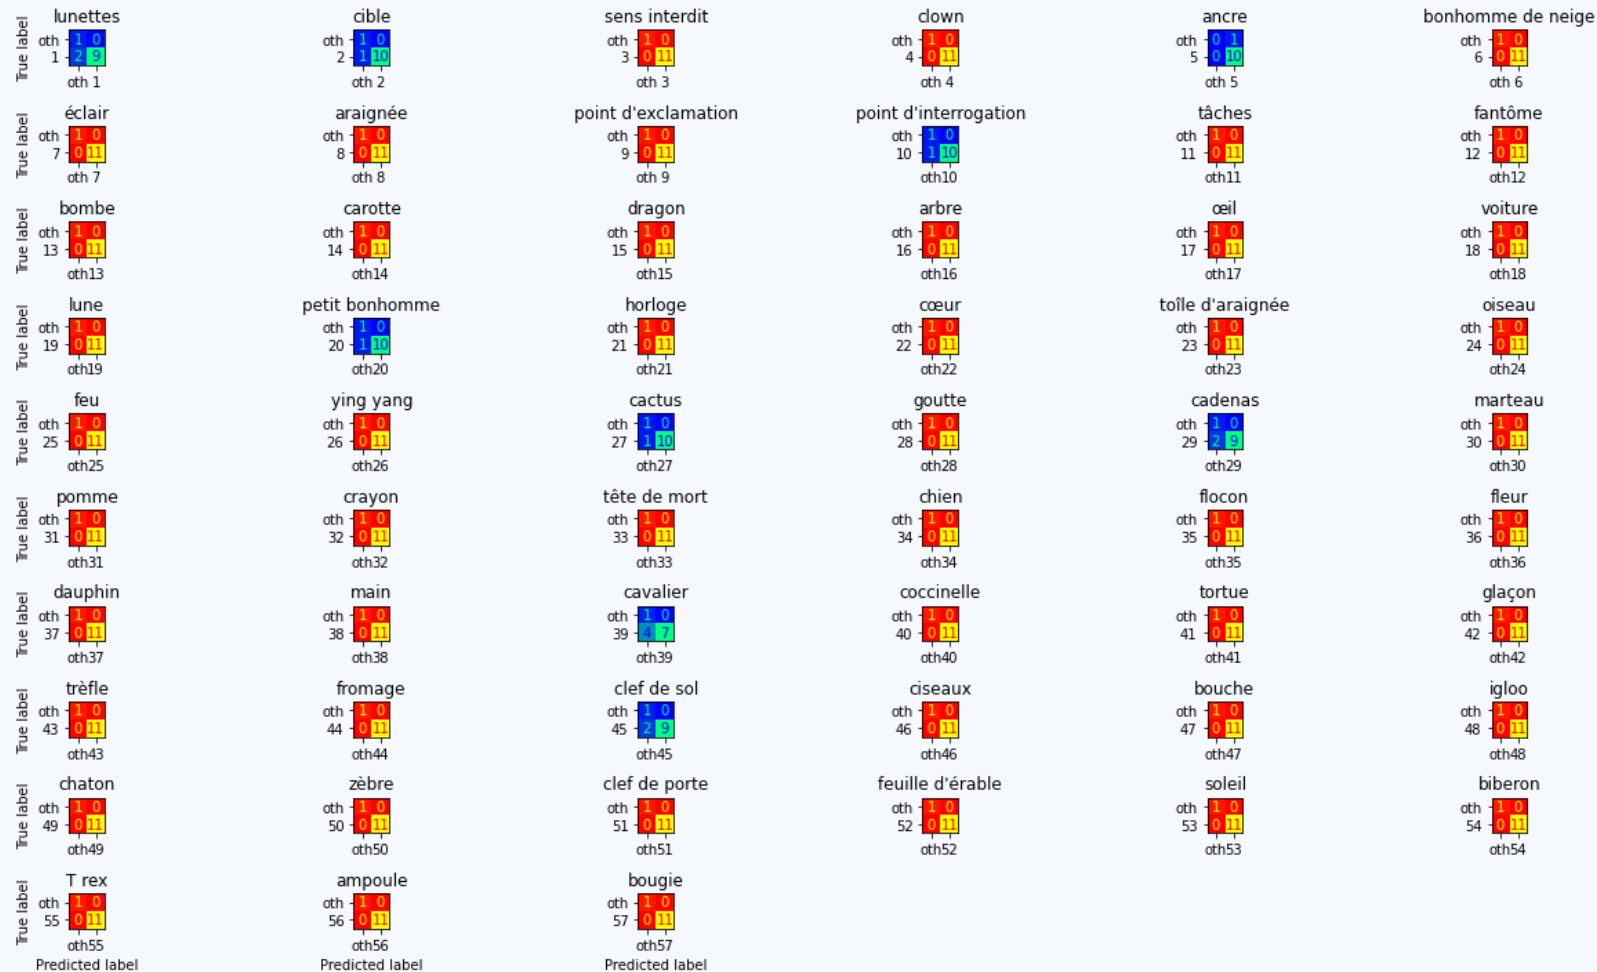 lunettes cible sens interdit clown ancre bonhomme de neige
True label oth 1 0 oth 1 0 oth 1 0 oth 1 0 oth 0 1 oth 1 0
1 2 9 2 1 10 3 0 11 4 0 11 5 0 10 6 0 11
oth 1 oth 2 oth 3 oth 4 oth 5 oth 6
éclair araignée point d'exclamation point d'interrogation tâches fantôme
True label oth 1 0 oth 1 0 oth 1 0 oth 1 0 oth 1 0 oth 1 0
7 0 11 8 0 11 9 0 11 10 1 10 11 0 11 12 0 11
oth 7 oth 8 oth 9 oth10 oth11 oth12
bombe carotte dragon arbre œil voiture
True label oth 1 0 oth 1 0 oth 1 0 oth 1 0 oth 1 0 oth 1 0
13 0 11 14 0 11 15 0 11 16 0 11 17 0 11 18 0 11
oth13 oth14 oth15 oth16 oth17 oth18
lune petit bonhomme horloge cœur toîle d'araignée oiseau
True label oth 1 0 oth 1 0 oth 1 0 oth 1 0 oth 1 0 oth 1 0
19 0 11 20 1 10 21 0 11 22 0 11 23 0 11 24 0 11
oth19 oth20 oth21 oth22 oth23 oth24
feu ying yang cactus goutte cadenas marteau
True label oth 1 0 oth 1 0 oth 1 0 oth 1 0 oth 1 0 oth 1 0
25 0 11 26 0 11 27 1 10 28 0 11 29 2 9 30 0 11
oth25 oth26 oth27 oth28 oth29 oth30
pomme crayon tête de mort chien flocon fleur
True label oth 1 0 oth 1 0 oth 1 0 oth 1 0 oth 1 0 oth 1 0
31 0 11 32 0 11 33 0 11 34 0 11 35 0 11 36 0 11
oth31 oth32 oth33 oth34 oth35 oth36
dauphin main cavalier coccinelle tortue glaçon
True label oth 1 0 oth 1 0 oth 1 0 oth 1 0 oth 1 0 oth 1 0
37 0 11 38 0 11 39 4 7 40 0 11 41 0 11 42 0 11
oth37 oth38 oth39 oth40 oth41 oth42
trèfle fromage clef de sol ciseaux bouche igloo
True label oth 1 0 oth 1 0 oth 1 0 oth 1 0 oth 1 0 oth 1 0
43 0 11 44 0 11 45 2 9 46 0 11 47 0 11 48 0 11
oth43 oth44 oth45 oth46 oth47 oth48
chaton zèbre clef de porte feuille d'érable soleil biberon
True label oth 1 0 oth 1 0 oth 1 0 oth 1 0 oth 1 0 oth 1 0
49 0 11 50 0 11 51 0 11 52 0 11 53 0 11 54 0 11
oth49 oth50 oth51 oth52 oth53 oth54
T rex ampoule bougie
True label oth 1 0 oth 1 0 oth 1 0
55 0 11 56 0 11 57 0 11
oth55 oth56 oth57
Predicted label Predicted label Predicted label